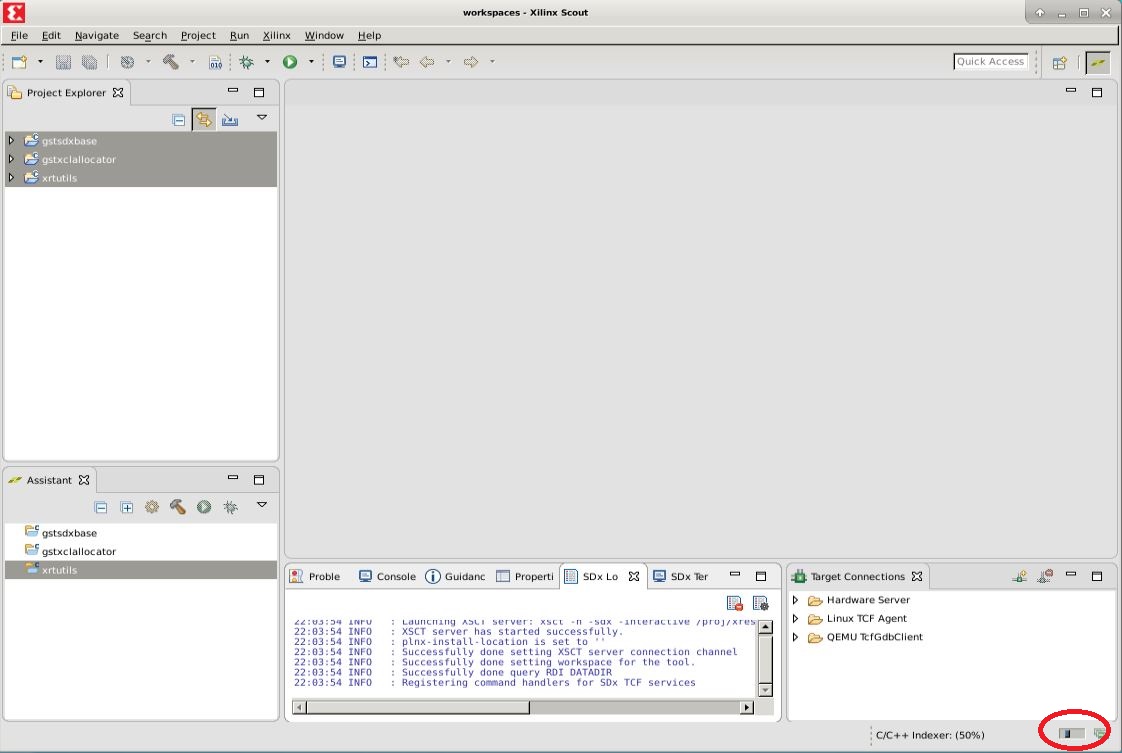 workspaces - Xilinx Scout
File Edit Navigate Search Project Run Xilinx Window Help
010
Quick Access
Project Explorer
gstsdxbase
gstxclallocator
xrtutils
Assistant
gstsdxbase
gstxclallocator
xrtutils
Proble Console Guidanc Properti SDx Lo SDx Ter
22:03:54 INFO : Launching XSCT server: xsct -n -sdx -interactive /proj/xres
22:03:54 INFO : XSCT server has started successfully.
22:03:54 INFO : plnx-install-location is set to ''
22:03:54 INFO : Successfully done setting XSCT server connection channel
22:03:54 INFO : Successfully done setting workspace for the tool.
22:03:54 INFO : Successfully done query RDI DATADIR
22:03:54 INFO : Registering command handlers for SDx TCF services
Target Connections
Hardware Server
Linux TCF Agent
QEMU TcfGdbClient
C/C++ Indexer: (50%)